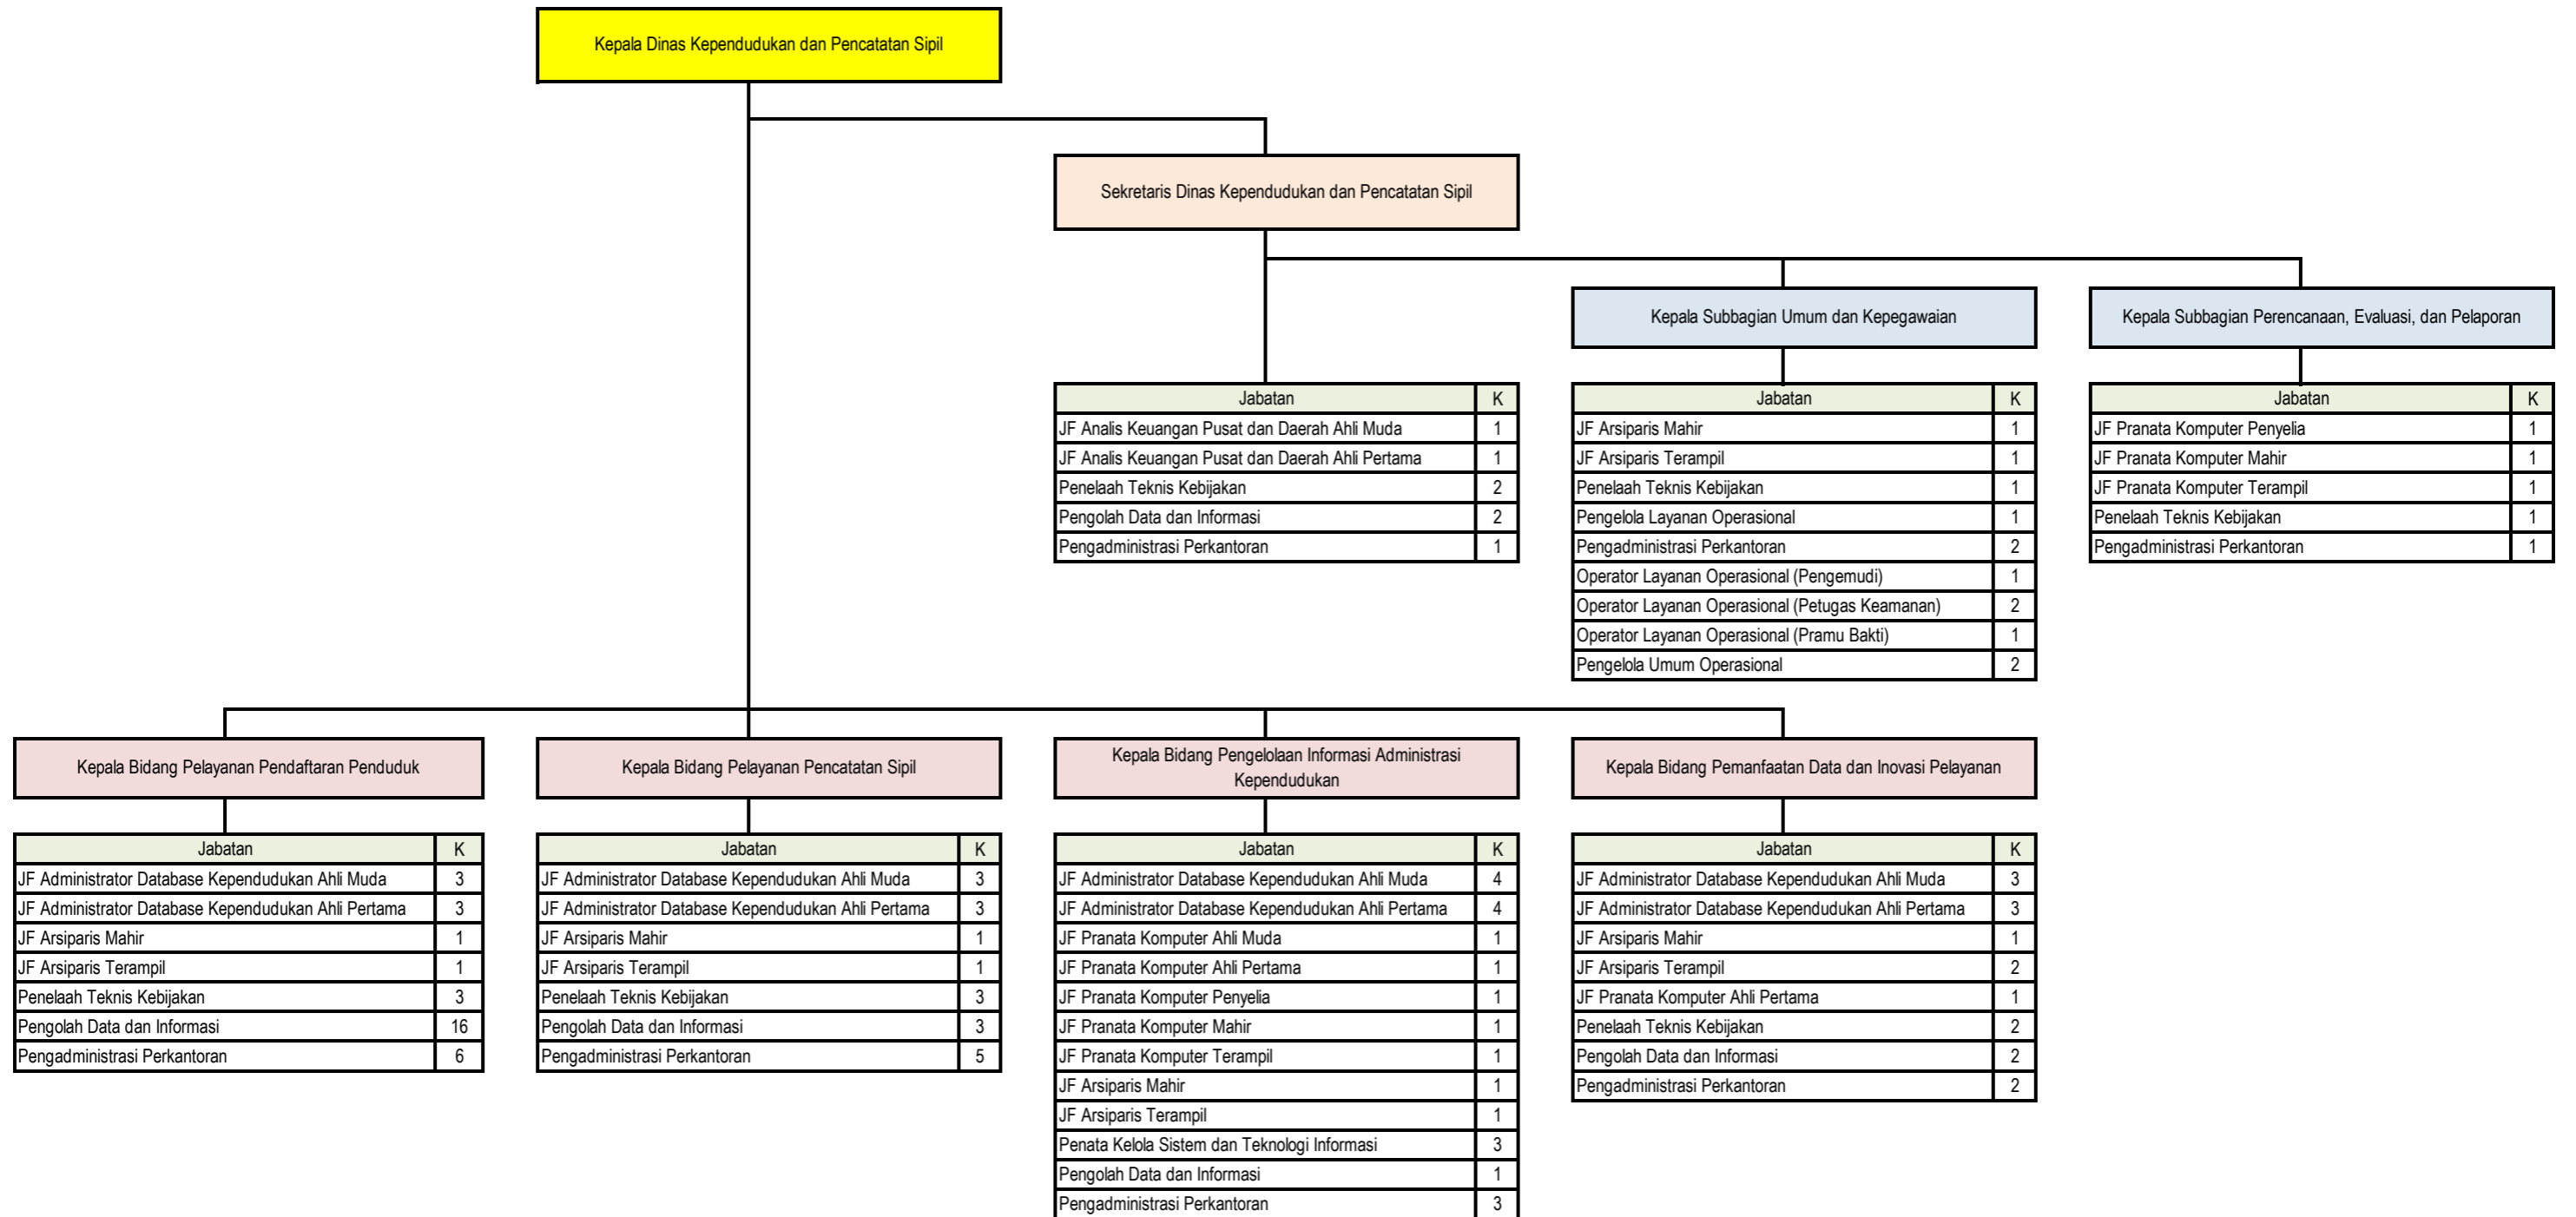 Kepala Dinas Kependudukan dan Pencatatan Sipil
Sekretaris Dinas Kependudukan dan Pencatatan Sipil
Kepala Subbagian Umum dan Kepegawaian
Kepala Subbagian Perencanaan, Evaluasi, dan Pelaporan
Jabatan K
JF Analis Keuangan Pusat dan Daerah Ahli Muda 1
JF Analis Keuangan Pusat dan Daerah Ahli Pertama 1
Penelaah Teknis Kebijakan 2
Pengolah Data dan Informasi 2
Pengadministrasi Perkantoran 1
Jabatan K
JF Arsiparis Mahir 1
JF Arsiparis Terampil 1
Penelaah Teknis Kebijakan 1
Pengelola Layanan Operasional 1
Pengadministrasi Perkantoran 2
Operator Layanan Operasional (Pengemudi) 1
Operator Layanan Operasional (Petugas Keamanan) 2
Operator Layanan Operasional (Pramu Bakti) 1
Pengelola Umum Operasional 2
Jabatan K
JF Pranata Komputer Penyelia 1
JF Pranata Komputer Mahir 1
JF Pranata Komputer Terampil 1
Penelaah Teknis Kebijakan 1
Pengadministrasi Perkantoran 1
Kepala Bidang Pelayanan Pendaftaran Penduduk
Jabatan K
JF Administrator Database Kependudukan Ahli Muda 3
JF Administrator Database Kependudukan Ahli Pertama 3
JF Arsiparis Mahir 1
JF Arsiparis Terampil 1
Penelaah Teknis Kebijakan 3
Pengolah Data dan Informasi 16
Pengadministrasi Perkantoran 6
Kepala Bidang Pelayanan Pencatatan Sipil
Jabatan K
JF Administrator Database Kependudukan Ahli Muda 3
JF Administrator Database Kependudukan Ahli Pertama 3
JF Arsiparis Mahir 1
JF Arsiparis Terampil 1
Penelaah Teknis Kebijakan 3
Pengolah Data dan Informasi 3
Pengadministrasi Perkantoran 5
Kepala Bidang Pengelolaan Informasi Administrasi
Kependudukan
Jabatan K
JF Administrator Database Kependudukan Ahli Muda 4
JF Administrator Database Kependudukan Ahli Pertama 4
JF Pranata Komputer Ahli Muda 1
JF Pranata Komputer Ahli Pertama 1
JF Pranata Komputer Penyelia 1
JF Pranata Komputer Mahir 1
JF Pranata Komputer Terampil 1
JF Arsiparis Mahir 1
JF Arsiparis Terampil 1
Penata Kelola Sistem dan Teknologi Informasi 3
Pengolah Data dan Informasi 1
Pengadministrasi Perkantoran 3
Kepala Bidang Pemanfaatan Data dan Inovasi Pelayanan
Jabatan K
JF Administrator Database Kependudukan Ahli Muda 3
JF Administrator Database Kependudukan Ahli Pertama 3
JF Arsiparis Mahir 1
JF Arsiparis Terampil 2
JF Pranata Komputer Ahli Pertama 1
Penelaah Teknis Kebijakan 2
Pengolah Data dan Informasi 2
Pengadministrasi Perkantoran 2